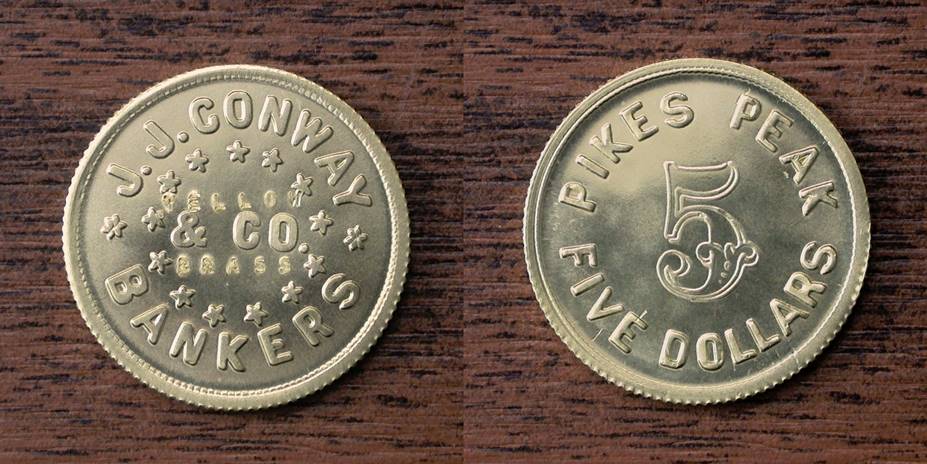 J.J.CONWAY
YELLOW
& CO.
BRASS
BANKERS
PIKES PEAK
5
FIVE DOLLARS